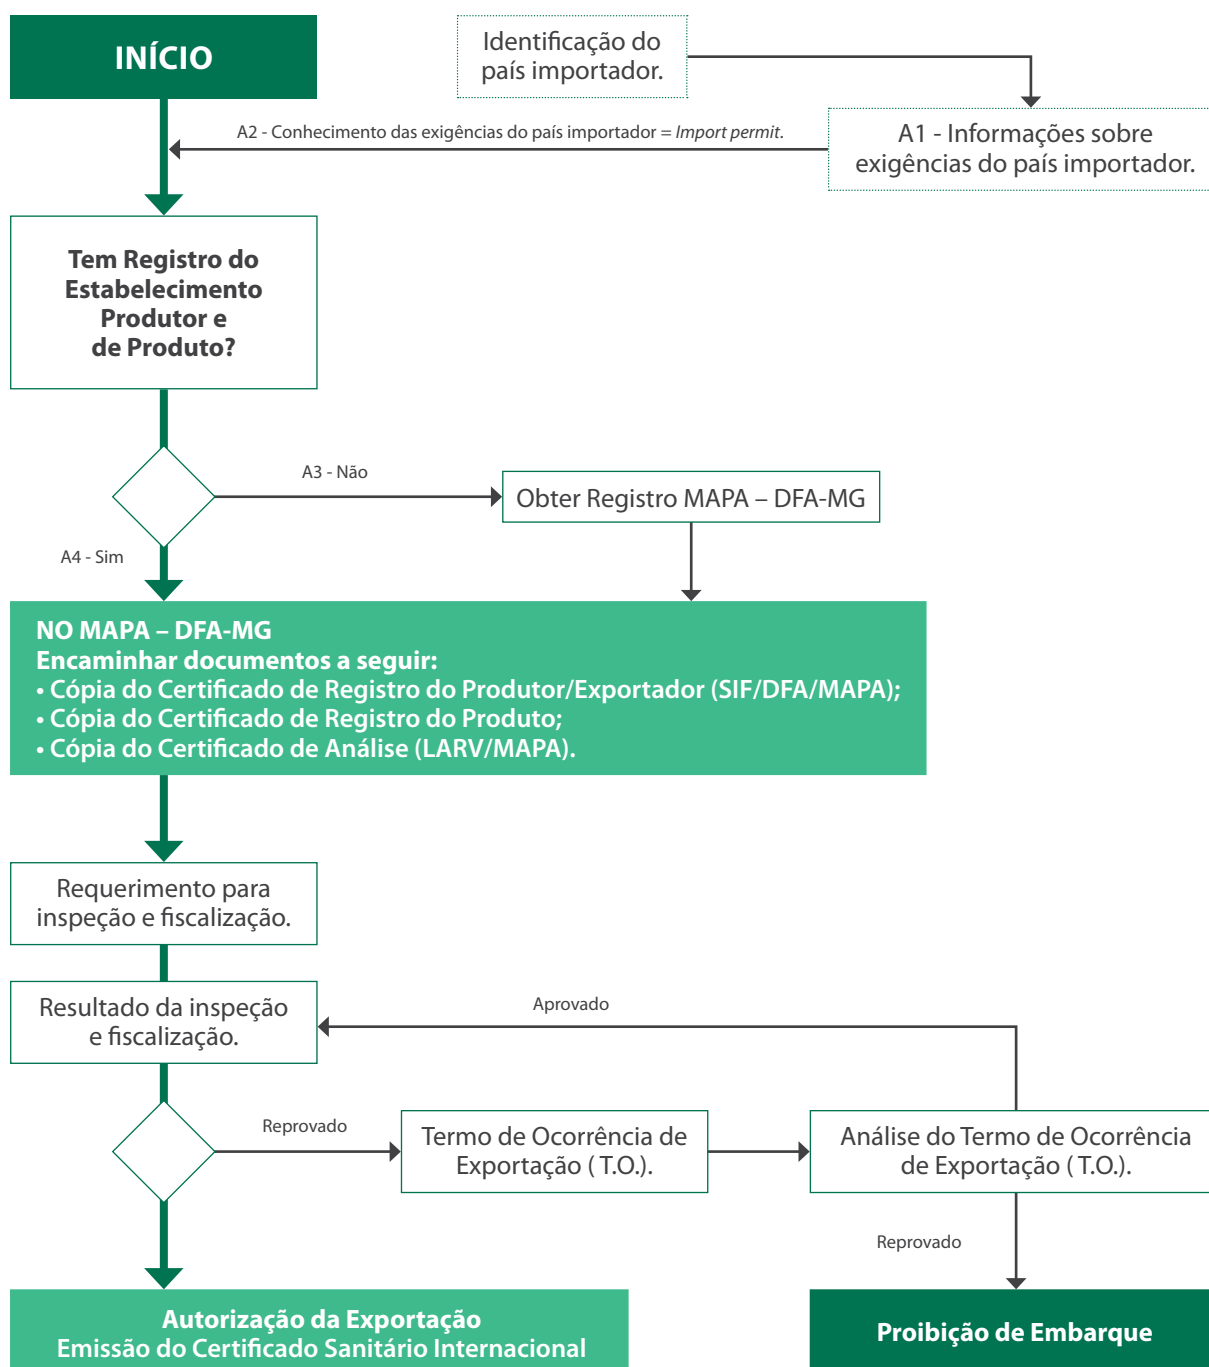 INÍCIO
Identificação do
país importador.
A2 - Conhecimento das exigências do país importador = Import permit.
A1 - Informações sobre
exigências do país importador.
Tem Registro do
Estabelecimento
Produtor e
de Produto?
A3 - Não
Obter Registro MAPA – DFA-MG
A4 - Sim
NO MAPA – DFA-MG
Encaminhar documentos a seguir:
• Cópia do Certificado de Registro do Produtor/Exportador (SIF/DFA/MAPA);
• Cópia do Certificado de Registro do Produto;
• Cópia do Certificado de Análise (LARV/MAPA).
Requerimento para
inspeção e fiscalização.
Resultado da inspeção
e fiscalização.
Aprovado
Reprovado
Termo de Ocorrência de
Exportação ( T.O.).
Análise do Termo de Ocorrência
de Exportação ( T.O.).
Reprovado
Autorização da Exportação
Emissão do Certificado Sanitário Internacional
Proibição de Embarque